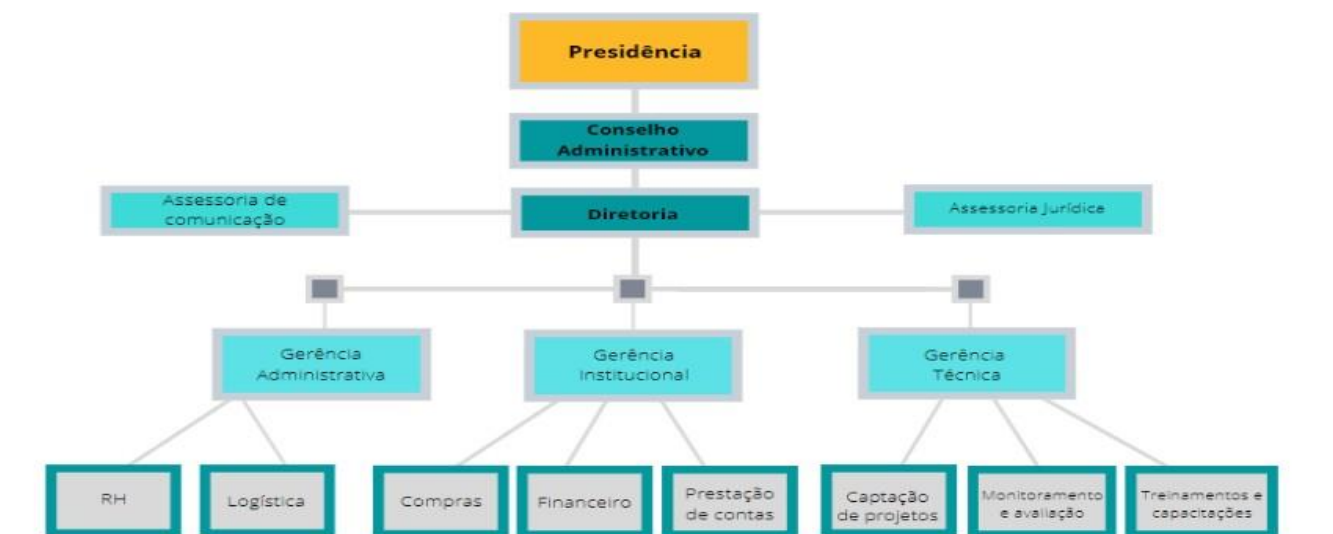 Presidência
Conselho
Administrativo
Assessoria de
comunicação
Diretoria
Assessoria Jurídica
Gerência
Administrativa
Gerência
Institucional
Gerência
Técnica
RH
Logística
Compras
Financeiro
Prestação
de contas
Captação
de projetos
Monitoramento
e avaliação
Treinamentos e
capacitações